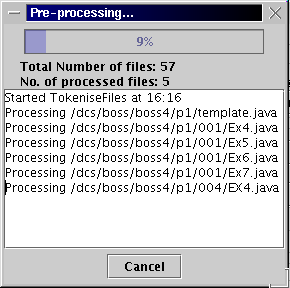 Pre-processing...
9%
Total Number of files: 57
No. of processed files: 5
Started TokeniseFiles at 16:16
Processing /dcs/boss/boss4/p1/template.java
Processing /dcs/boss/boss4/p1/001/Ex4.java
Processing /dcs/boss/boss4/p1/001/Ex5.java
Processing /dcs/boss/boss4/p1/001/Ex6.java
Processing /dcs/boss/boss4/p1/001/Ex7.java
Processing /dcs/boss/boss4/p1/004/EX4.java
Cancel